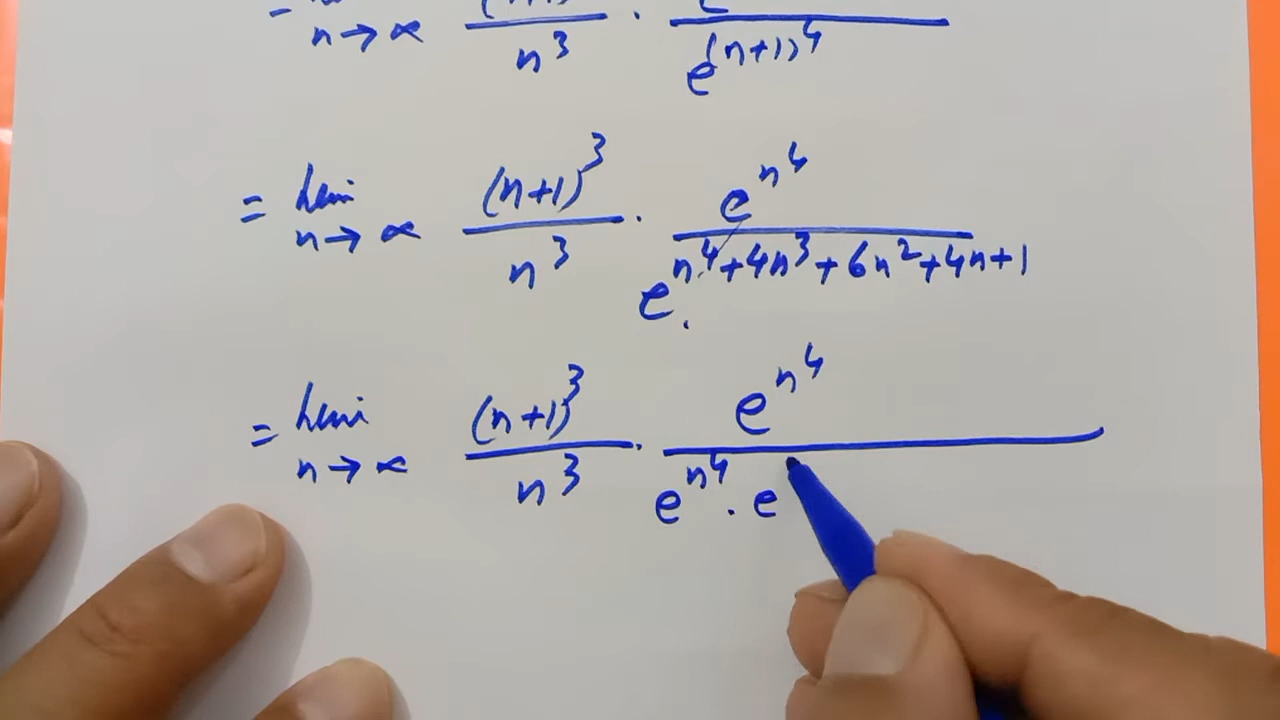 n→∞ n³ · e^(n+1)⁴
= lim n→∞ (n+1)³ / n³ · e^n⁴ / e^n⁴+4n³+6n²+4n+1
= lim n→∞ (n+1)³ / n³ · e^n⁴ / e^n⁴ · e